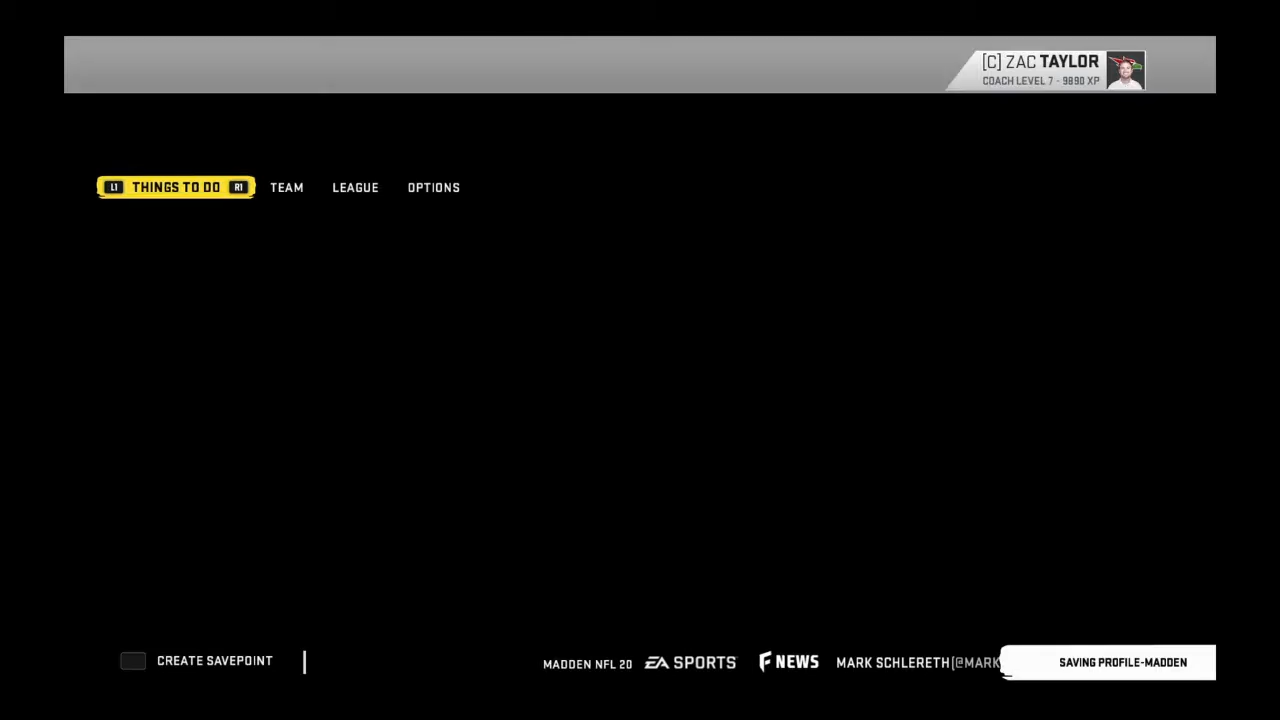 [C] ZAC TAYLOR
COACH LEVEL 7 - 9890 XP
L1 THINGS TO DO R1 TEAM LEAGUE OPTIONS
CREATE SAVEPOINT
MADDEN NFL 20 EA SPORTS F NEWS MARK SCHLERETH [@MARK
SAVING PROFILE-MADDEN